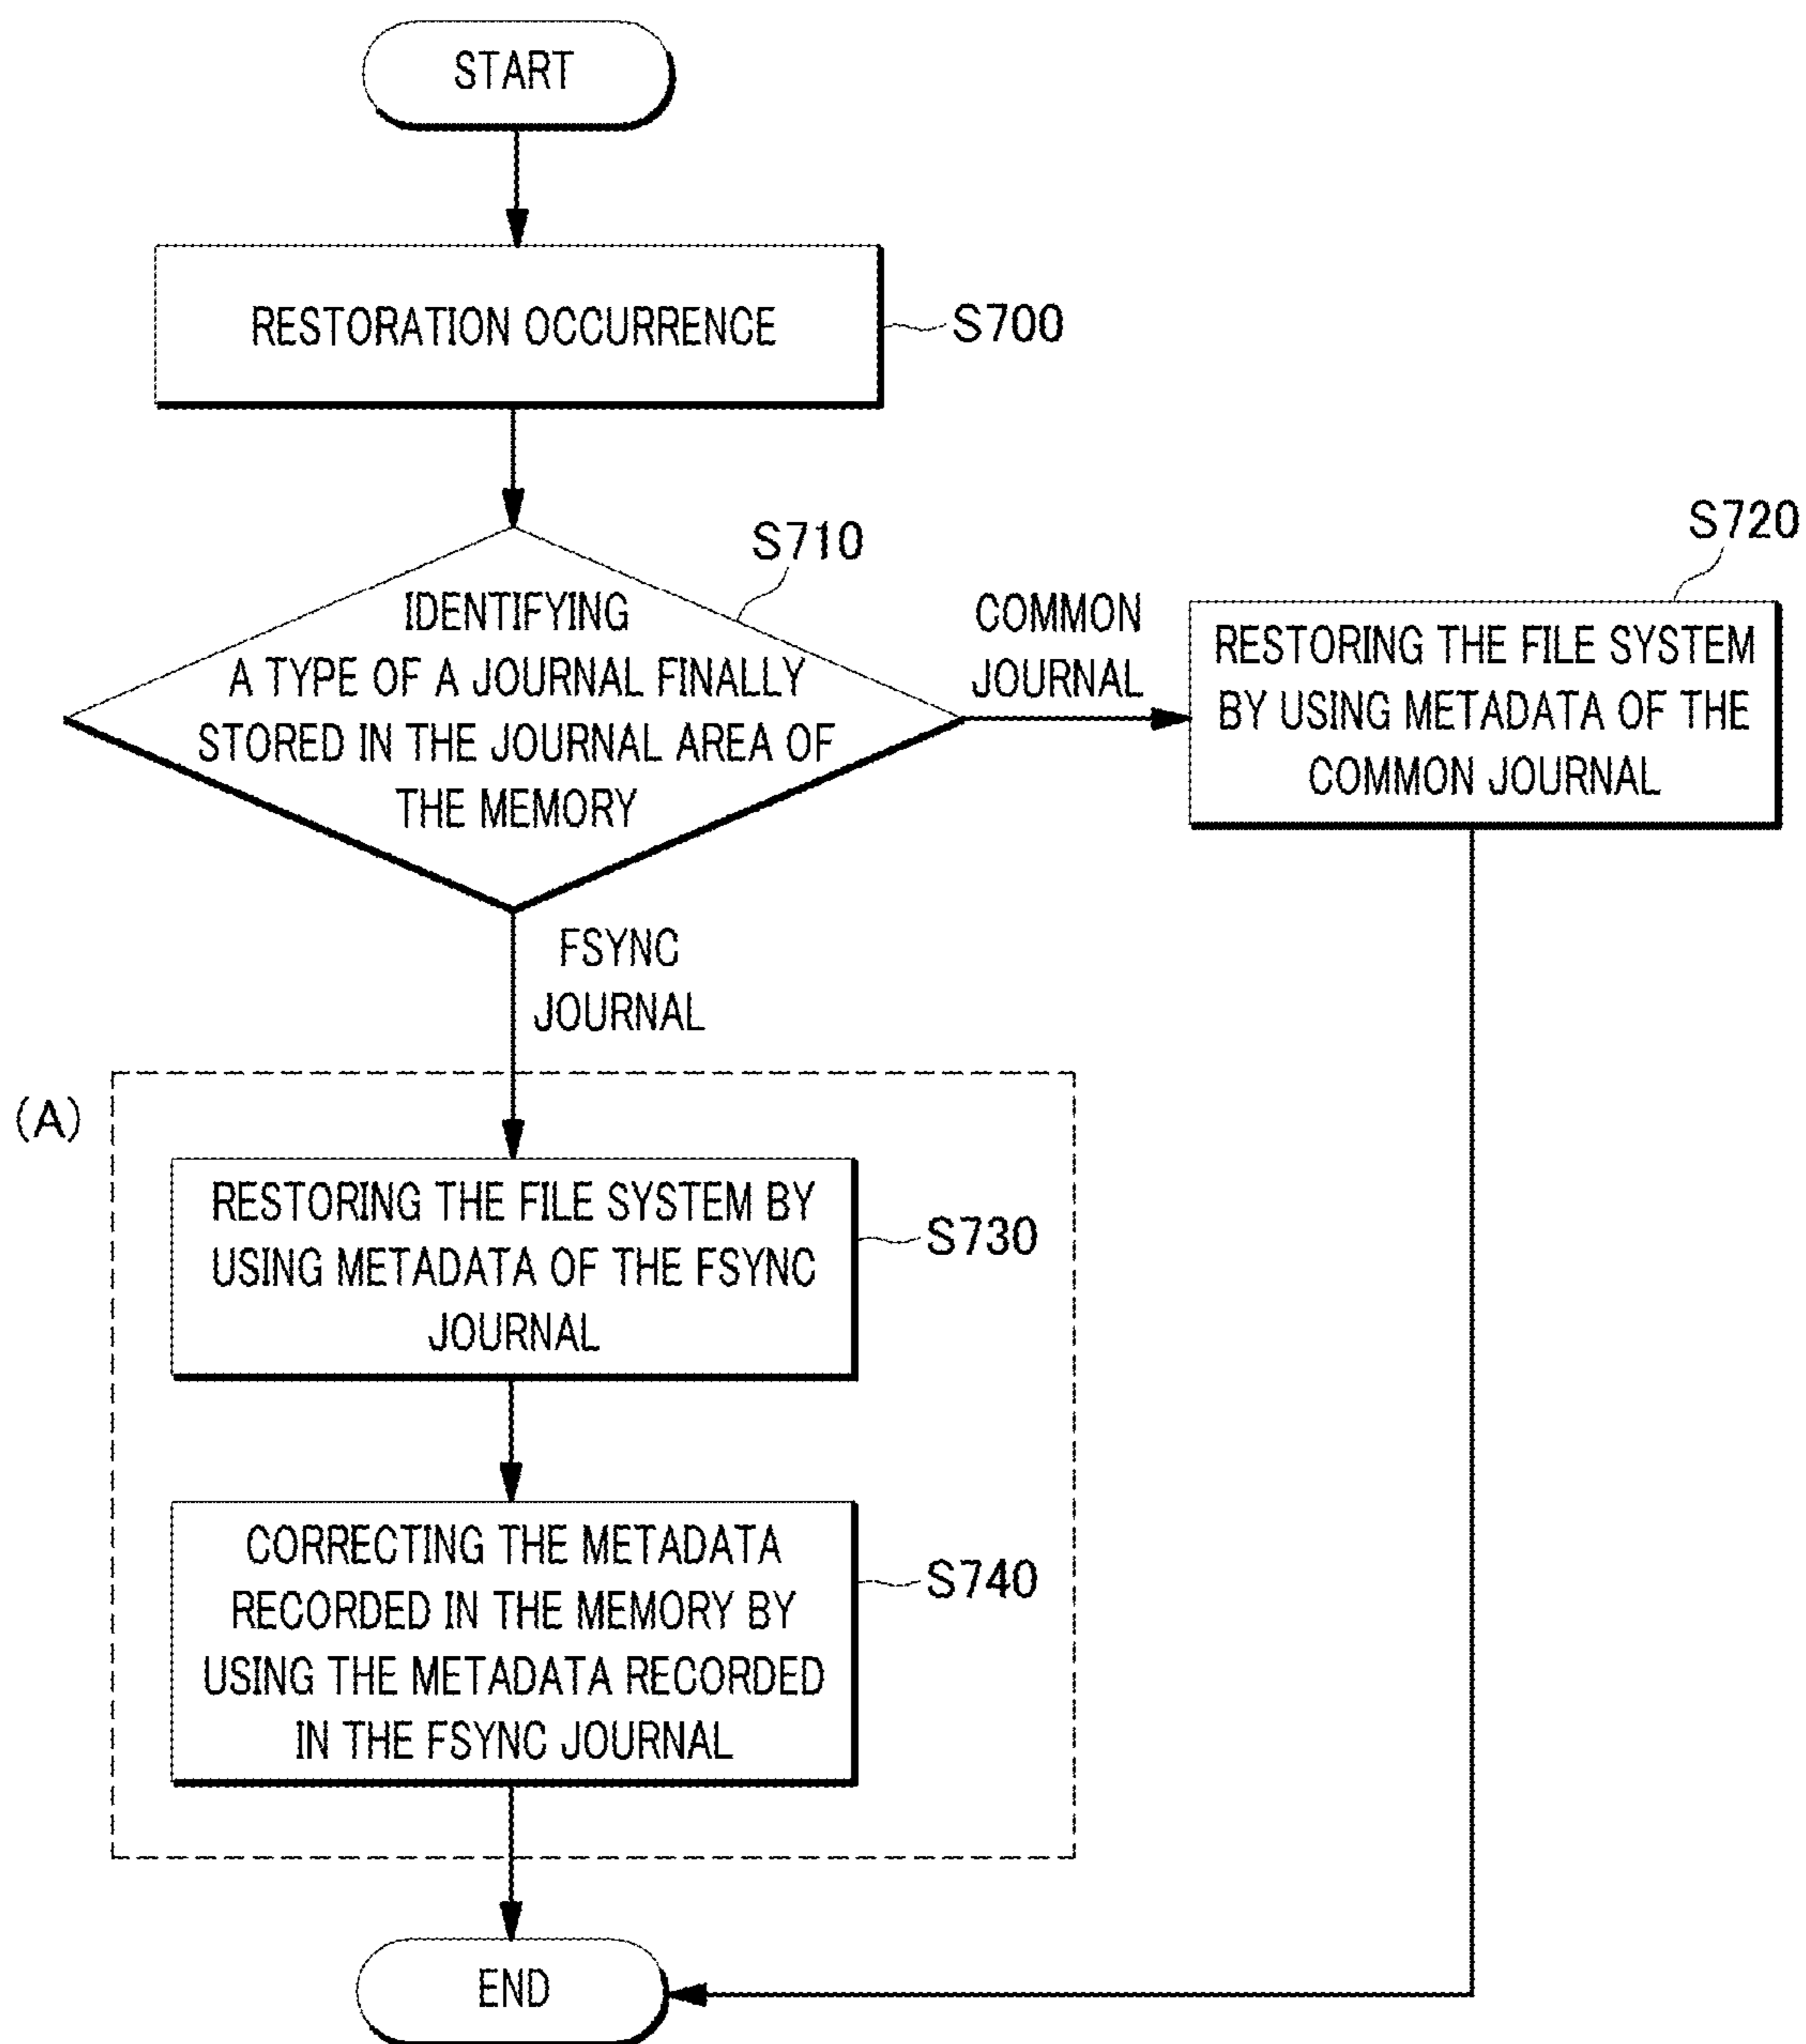 START
RESTORATION OCCURRENCE
S700
S710
IDENTIFYING
A TYPE OF A JOURNAL FINALLY
STORED IN THE JOURNAL AREA OF
THE MEMORY
COMMON
JOURNAL
S720
RESTORING THE FILE SYSTEM
BY USING METADATA OF THE
COMMON JOURNAL
FSYNC
JOURNAL
(A)
RESTORING THE FILE SYSTEM BY
USING METADATA OF THE FSYNC
JOURNAL
S730
CORRECTING THE METADATA
RECORDED IN THE MEMORY BY
USING THE METADATA RECORDED
IN THE FSYNC JOURNAL
S740
END